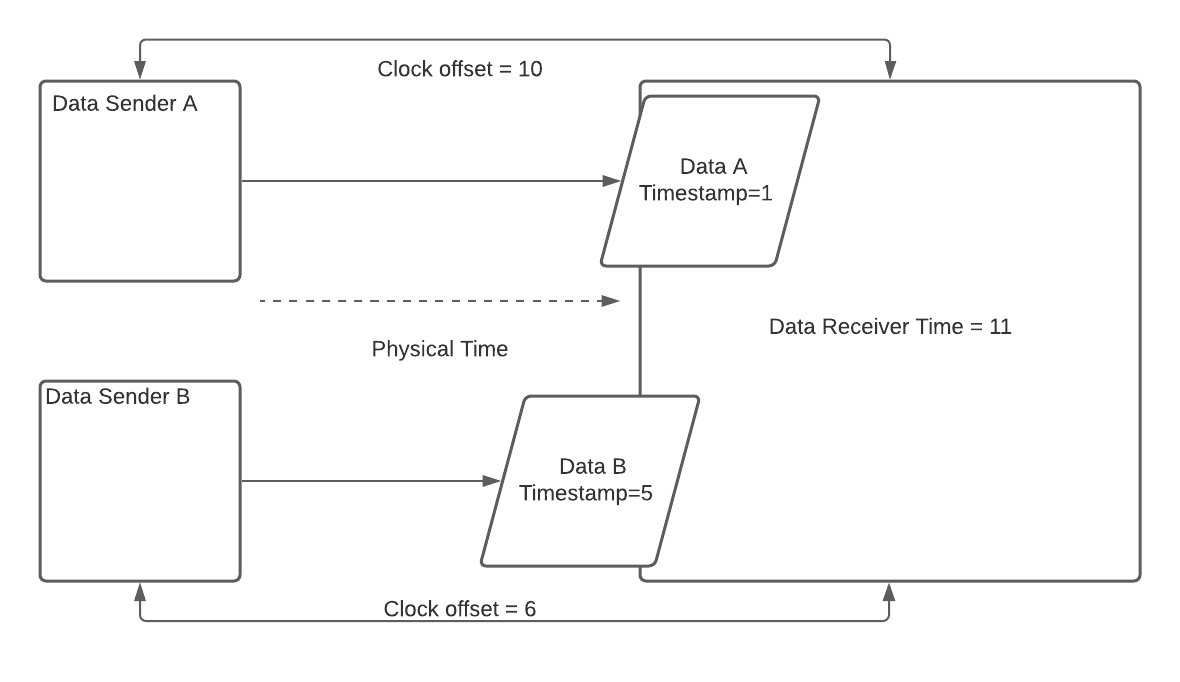 Clock offset = 10
Data Sender A
Data A
Timestamp=1
Data Receiver Time = 11
Physical Time
Data Sender B
Data B
Timestamp=5
Clock offset = 6